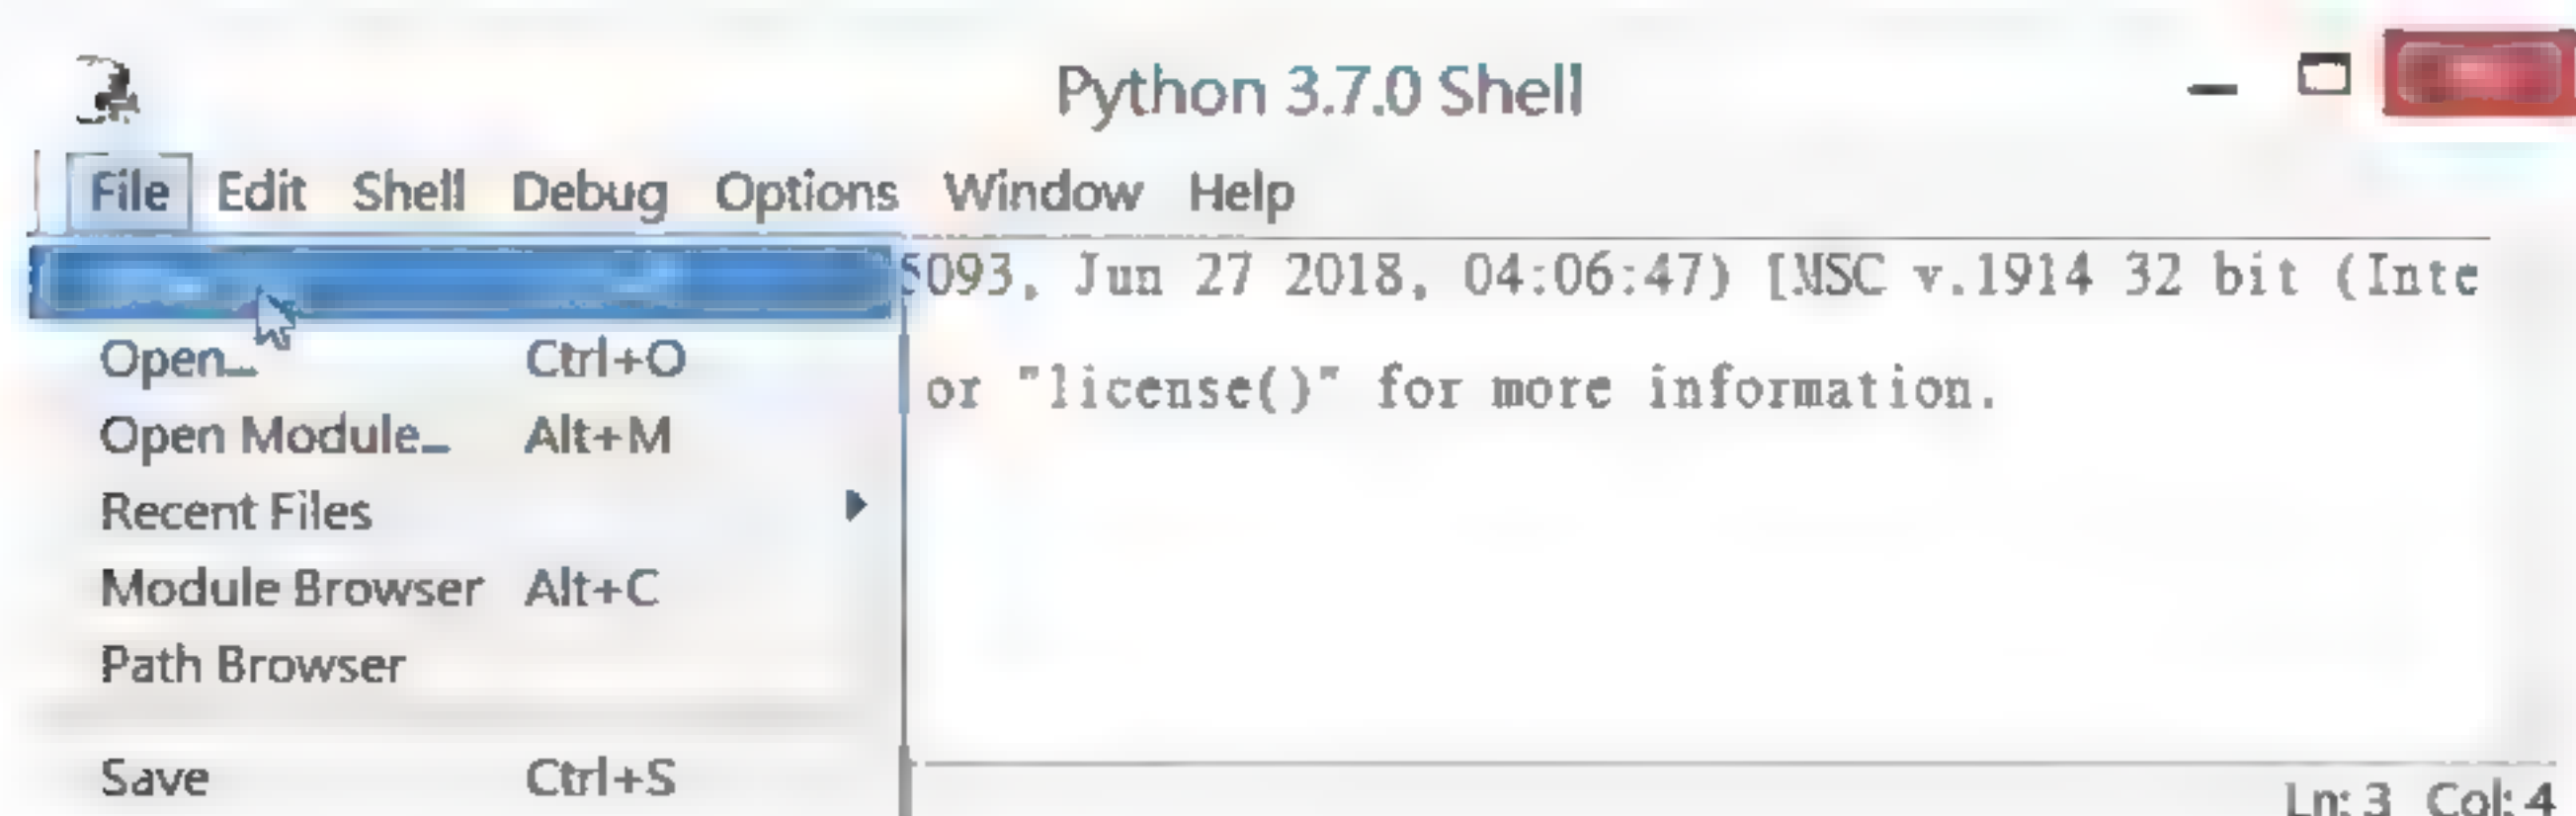 Python 3.7.0 Shell
File Edit Shell Debug Options Window Help
5093, Jun 27 2018, 04:06:47) [MSC v.1914 32 bit (Inte
Open... Ctrl+O
or "license()" for more information.
Open Module... Alt+M
Recent Files
Module Browser Alt+C
Path Browser
Save Ctrl+S
Ln: 3 Col: 4